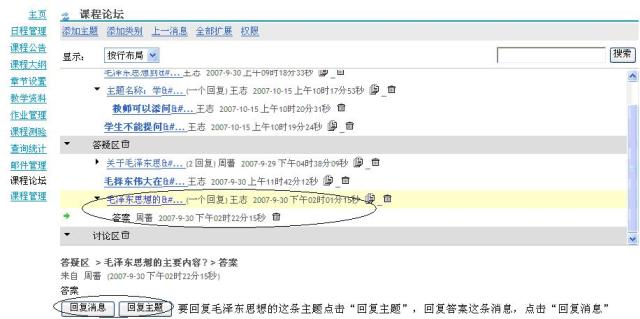 主页
日程管理
课程公告
课程大纲
章节设置
教学资料
作业管理
课程测验
查询统计
邮件管理
课程论坛
课程管理
课程论坛
添加主题 添加类别 上一消息 全部扩展 权限
显示: 按行布局 搜索
毛泽东思想到&#... 王志 2007-9-30 上午09时18分33秒
主题名称：学&#... (一个回复) 王志 2007-10-15 上午10时17分53秒
教师可以添问&#... 王志 2007-10-15 上午10时20分31秒
学生不能提问&#... 王志 2007-10-15 上午10时19分24秒
答疑区
关于毛泽东思&#... (2 回复) 周蕾 2007-9-29 下午04时38分09秒
毛择东伟大在&#... 王志 2007-9-30 上午11时42分12秒
毛泽东思想的&#... (一个回复) 王志 2007-9-30 下午02时01分15秒
答案 周蕾 2007-9-30 下午02时22分15秒
讨论区
答疑区 > 毛泽东思想的主要内容? > 答案
来自 周蕾 (2007-9-30 下午02时22分15秒)
答案
回复消息 回复主题 要回复毛泽东思想的这条主题点击“回复主题”，回复答案这条消息，点击“回复消息”